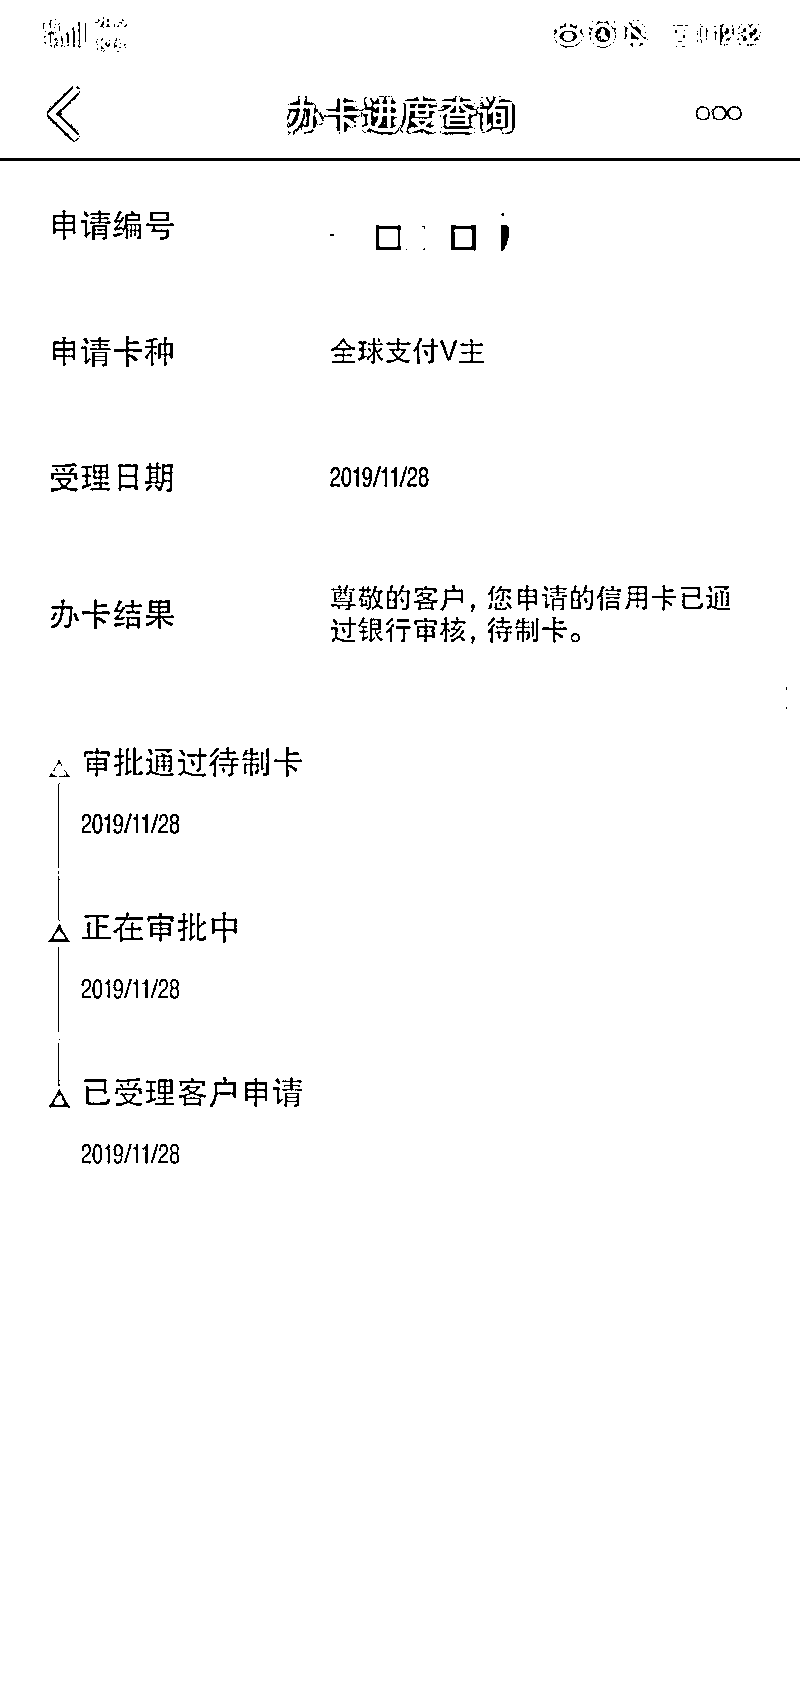 办卡进度查询
申请编号
申请卡种 全球支付V主
受理日期 2019/11/28
办卡结果 尊敬的客户, 您申请的信用卡已通
过银行审核, 待制卡。
审批通过待制卡
2019/11/28
正在审批中
2019/11/28
已受理客户申请
2019/11/28